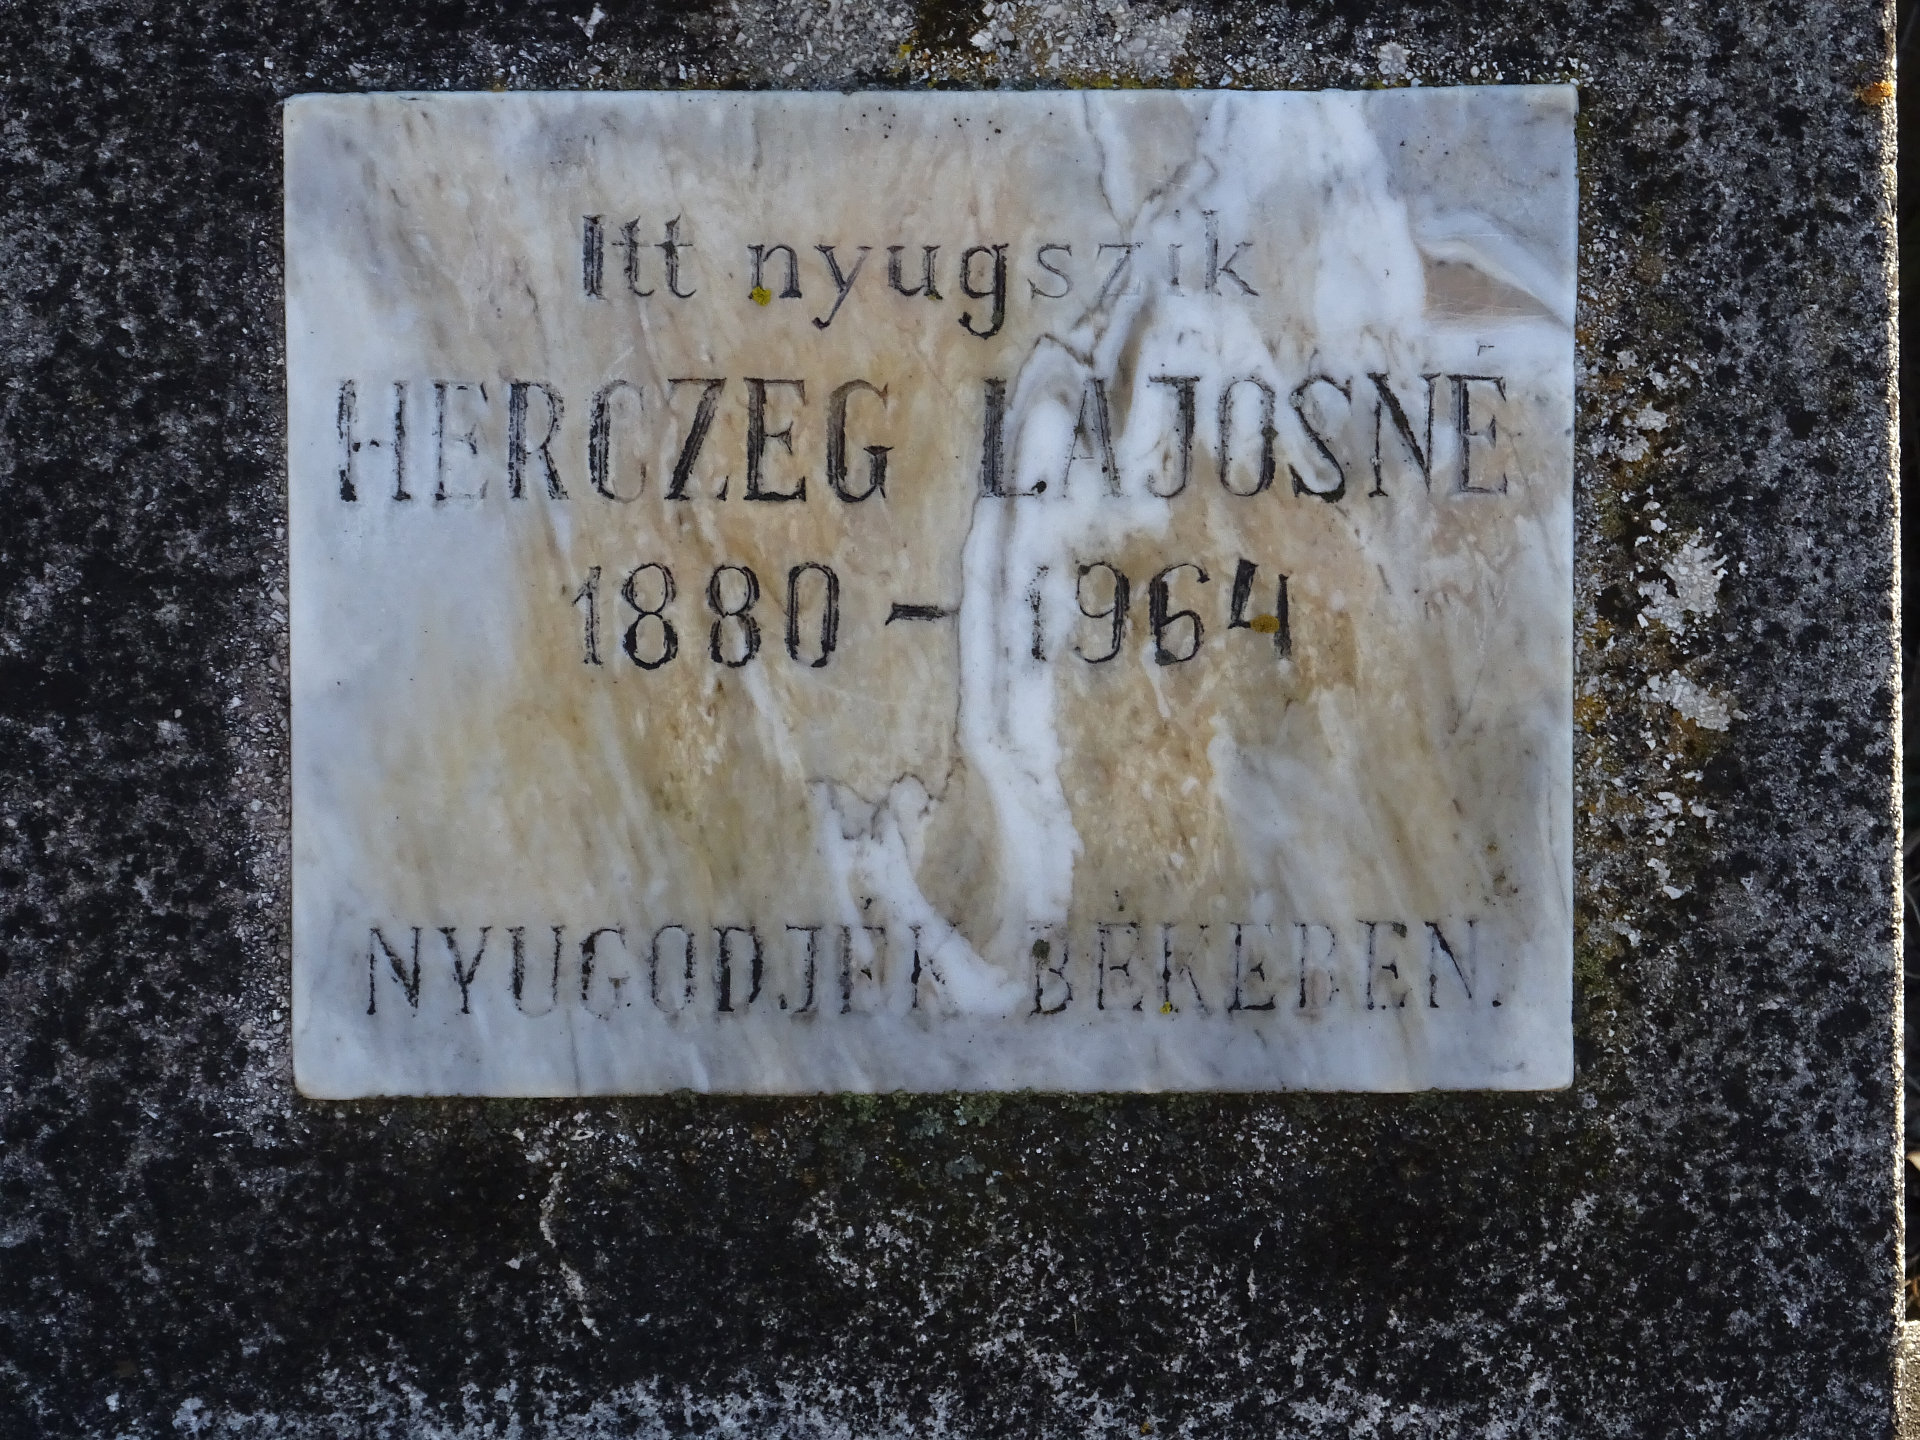 Itt nyugszik
HERCZEG LAJOSNÉ
1880 - 1964
NYUGODJÉK BÉKÉBEN.